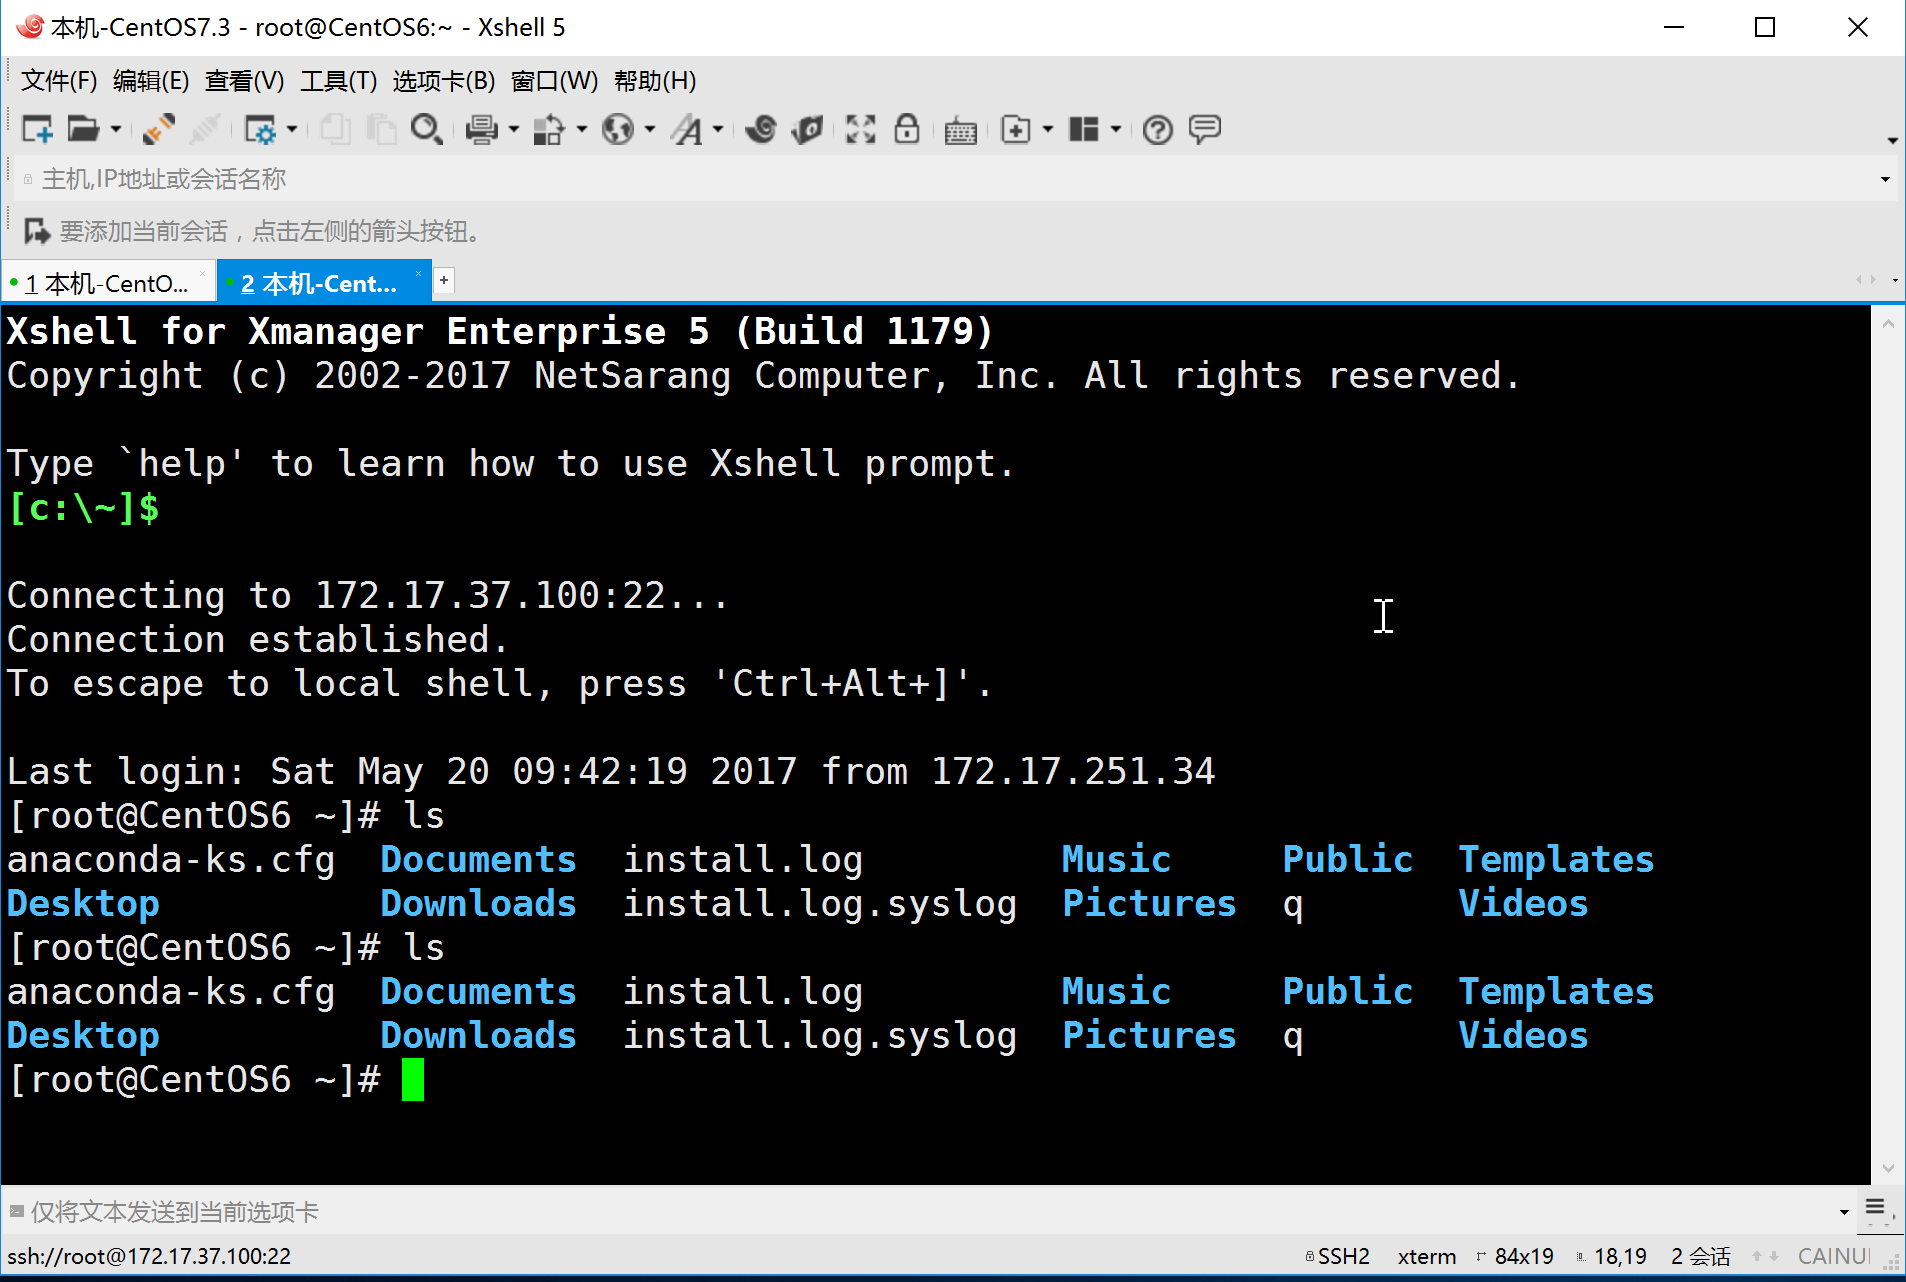 本机-CentOS7.3 - root@CentOS6:~ - Xshell 5
文件(F) 编辑(E) 查看(V) 工具(T) 选项卡(B) 窗口(W) 帮助(H)
主机,IP地址或会话名称
要添加当前会话，点击左侧的箭头按钮。
1 本机-CentO... 2 本机-Cent... +
Xshell for Xmanager Enterprise 5 (Build 1179)
Copyright (c) 2002-2017 NetSarang Computer, Inc. All rights reserved.
Type `help' to learn how to use Xshell prompt.
[c:\~]$
Connecting to 172.17.37.100:22...
Connection established.
To escape to local shell, press 'Ctrl+Alt+]'.
Last login: Sat May 20 09:42:19 2017 from 172.17.251.34
[root@CentOS6 ~]# ls
anaconda-ks.cfg Documents install.log Music Public Templates
Desktop Downloads install.log.syslog Pictures q Videos
[root@CentOS6 ~]# ls
anaconda-ks.cfg Documents install.log Music Public Templates
Desktop Downloads install.log.syslog Pictures q Videos
[root@CentOS6 ~]#
仅将文本发送到当前选项卡
ssh://root@172.17.37.100:22 SSH2 xterm 84x19 18,19 2 会话